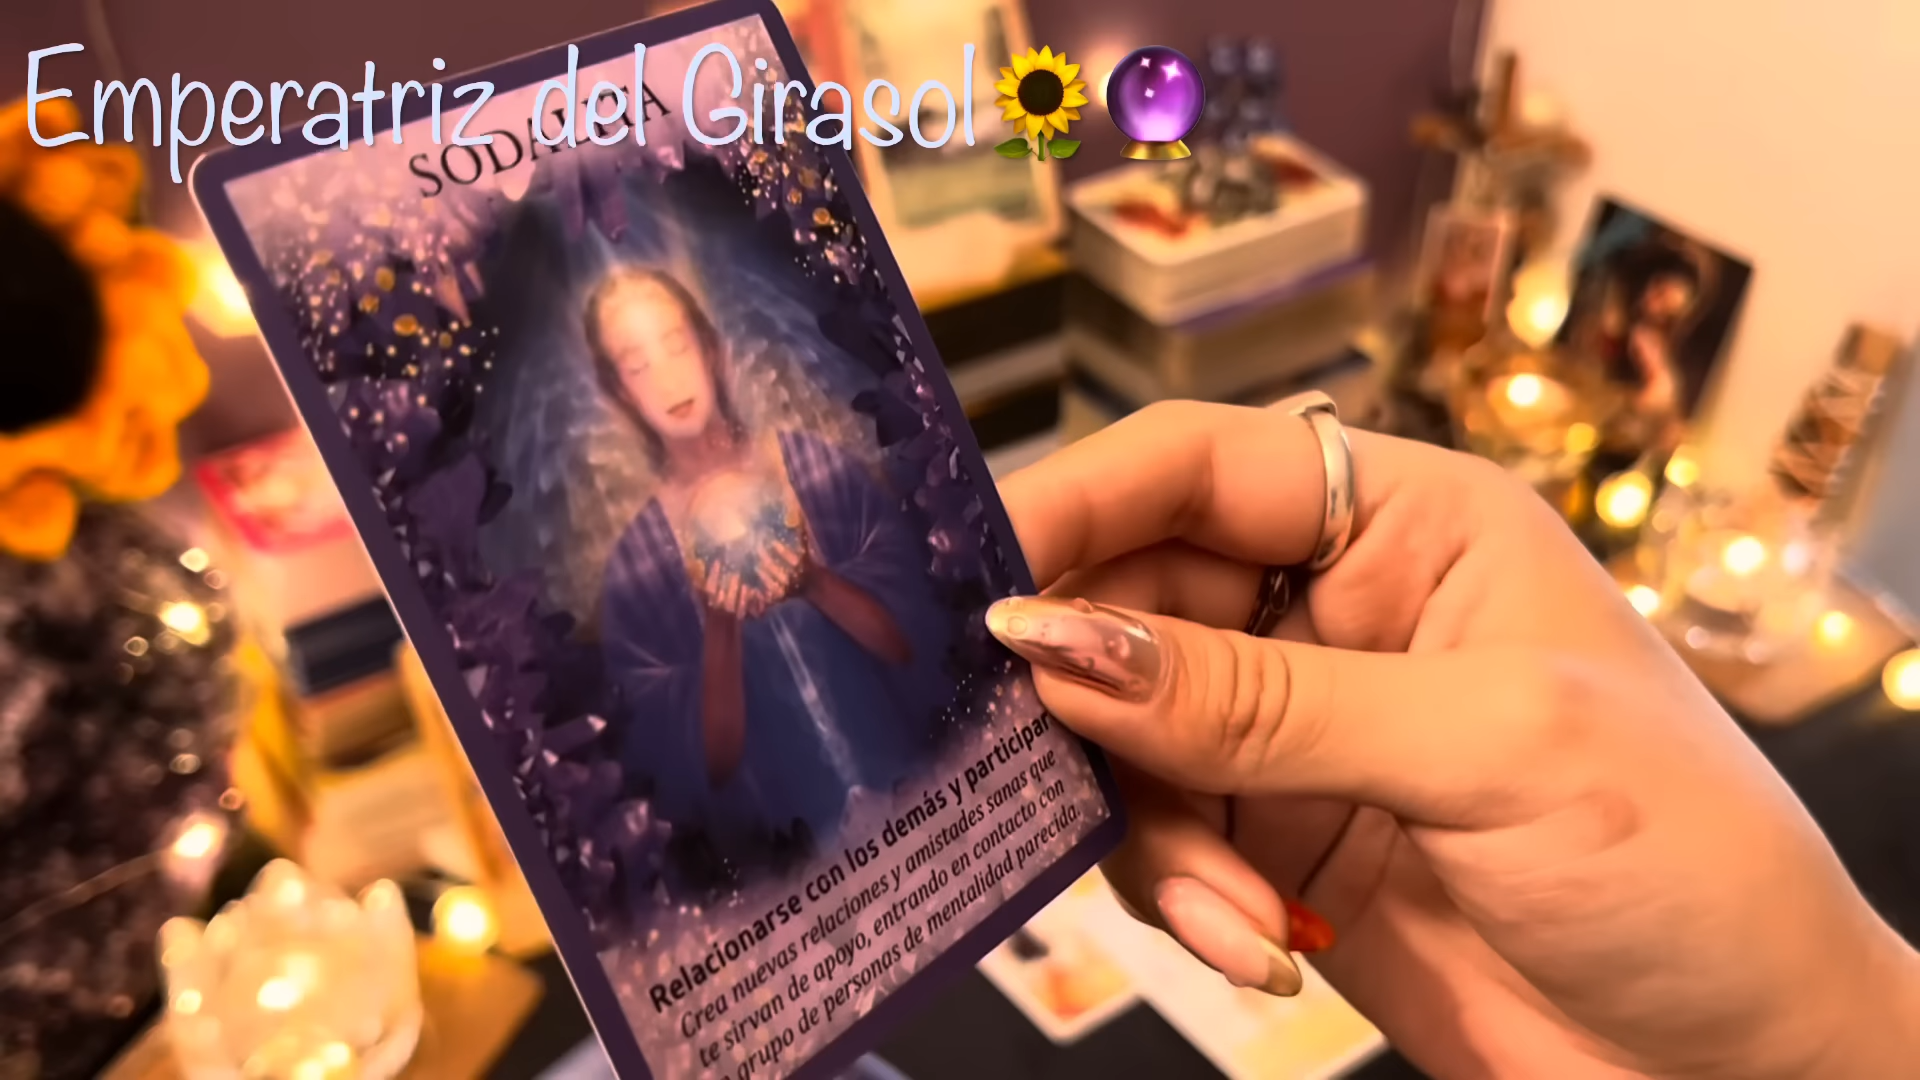 Emperatriz del Girasol🌻🔮
SODALITA
Relacionarse con los demás y participar
Crea nuevas relaciones y amistades sanas que
te sirvan de apoyo, entrando en contacto con
grupo de personas de mentalidad parecida.